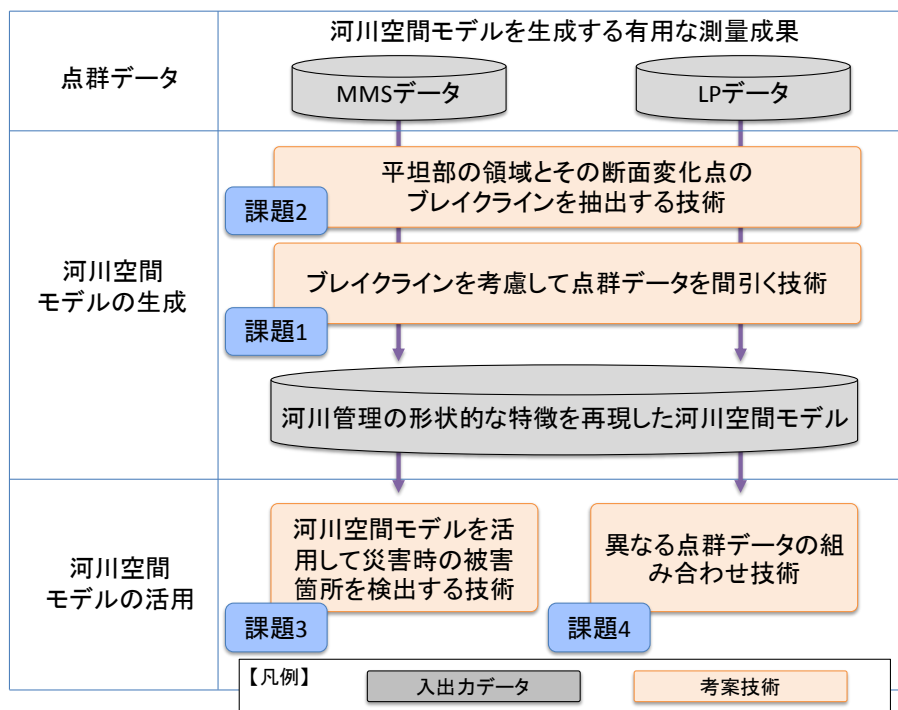 河川空間モデルを生成する有用な測量成果
点群データ
MMSデータ
LPデータ
平坦部の領域とその断面変化点の
ブレイクラインを抽出する技術
課題2
河川空間
モデルの生成
ブレイクラインを考慮して点群データを間引く技術
課題1
河川管理の形状的な特徴を再現した河川空間モデル
河川空間
モデルの活用
河川空間モデルを活
用して災害時の被害
箇所を検出する技術
課題3
異なる点群データの組
み合わせ技術
課題4
【凡例】
入出力データ
考案技術